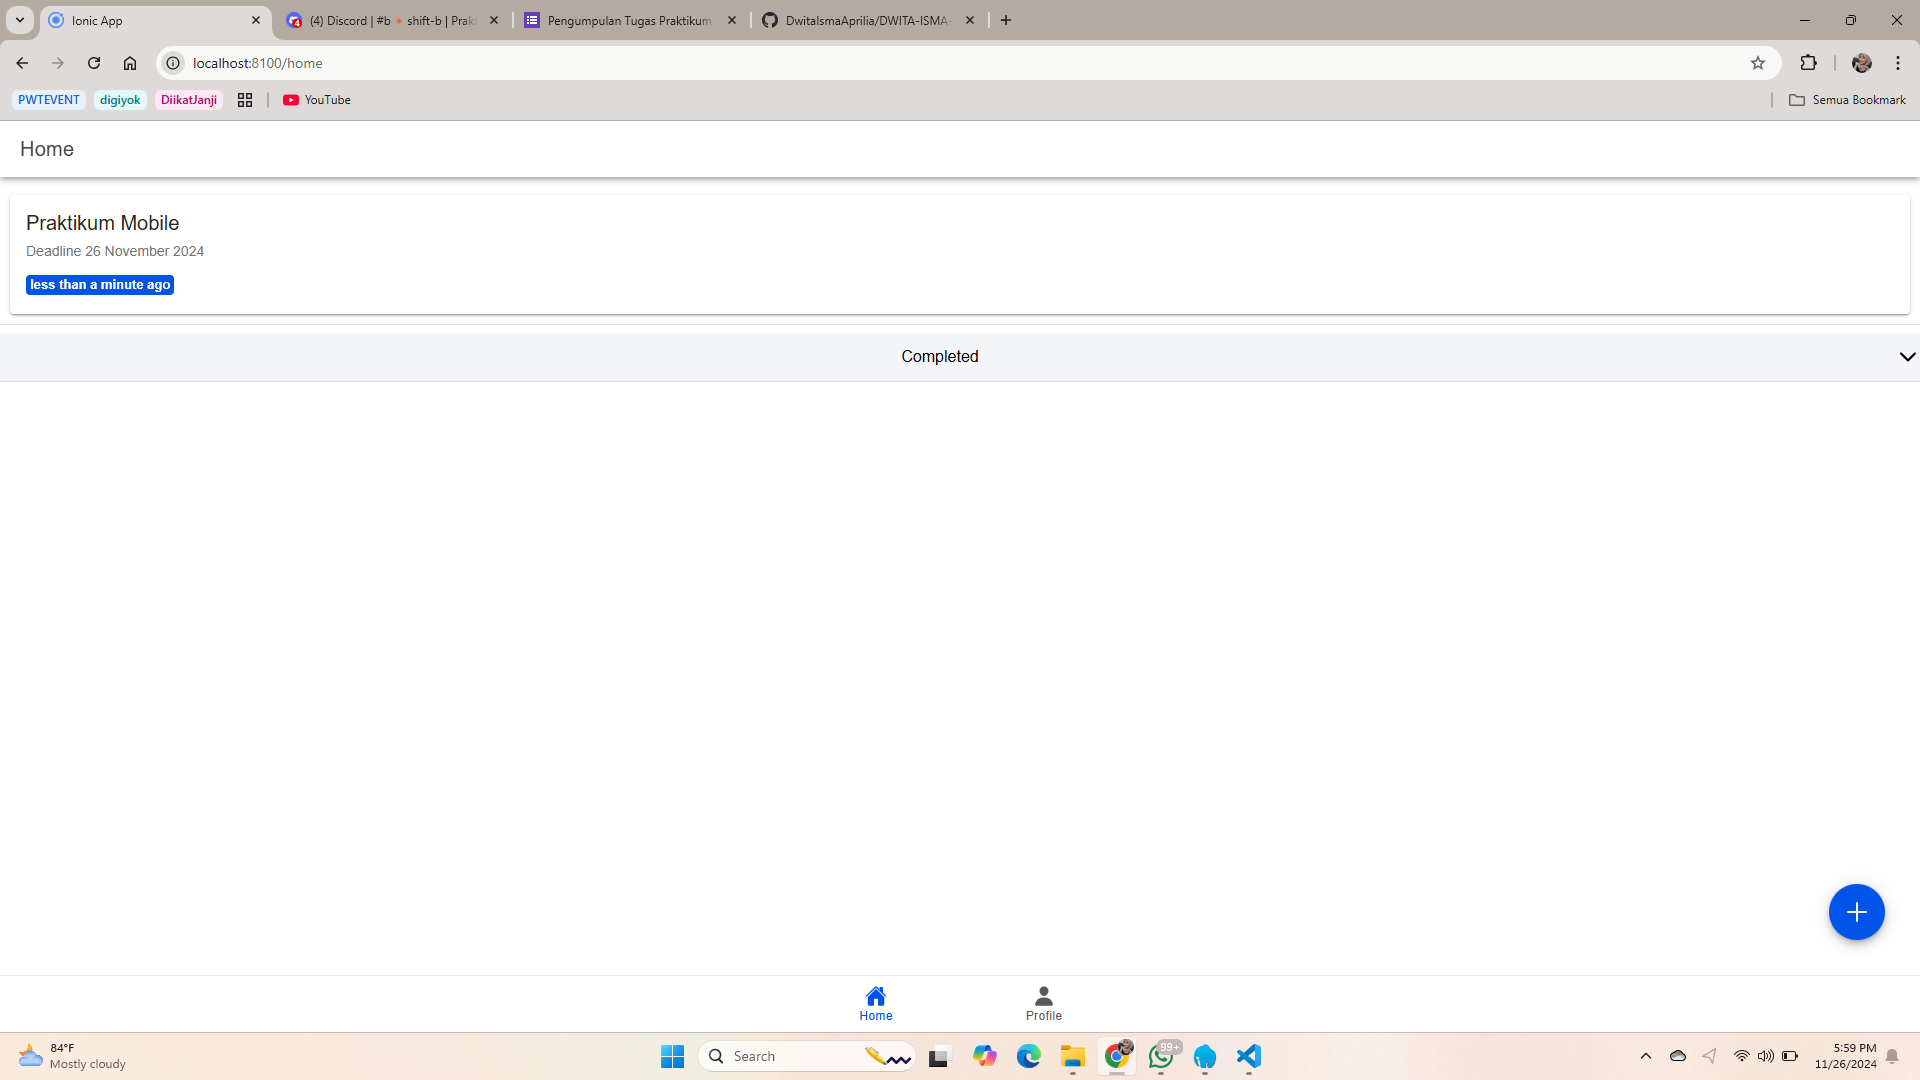 Ionic App
(4) Discord | #b shift-b | Prakt
Pengumpulan Tugas Praktikum
DwitaIsmaAprilia/DWITA-ISMA-
localhost:8100/home
PWTEVENT
digiyok
DiikatJanji
YouTube
Semua Bookmark
Home
Praktikum Mobile
Deadline 26 November 2024
less than a minute ago
Completed
Home
Profile
84°F
Mostly cloudy
Search
99+
5:59 PM
11/26/2024